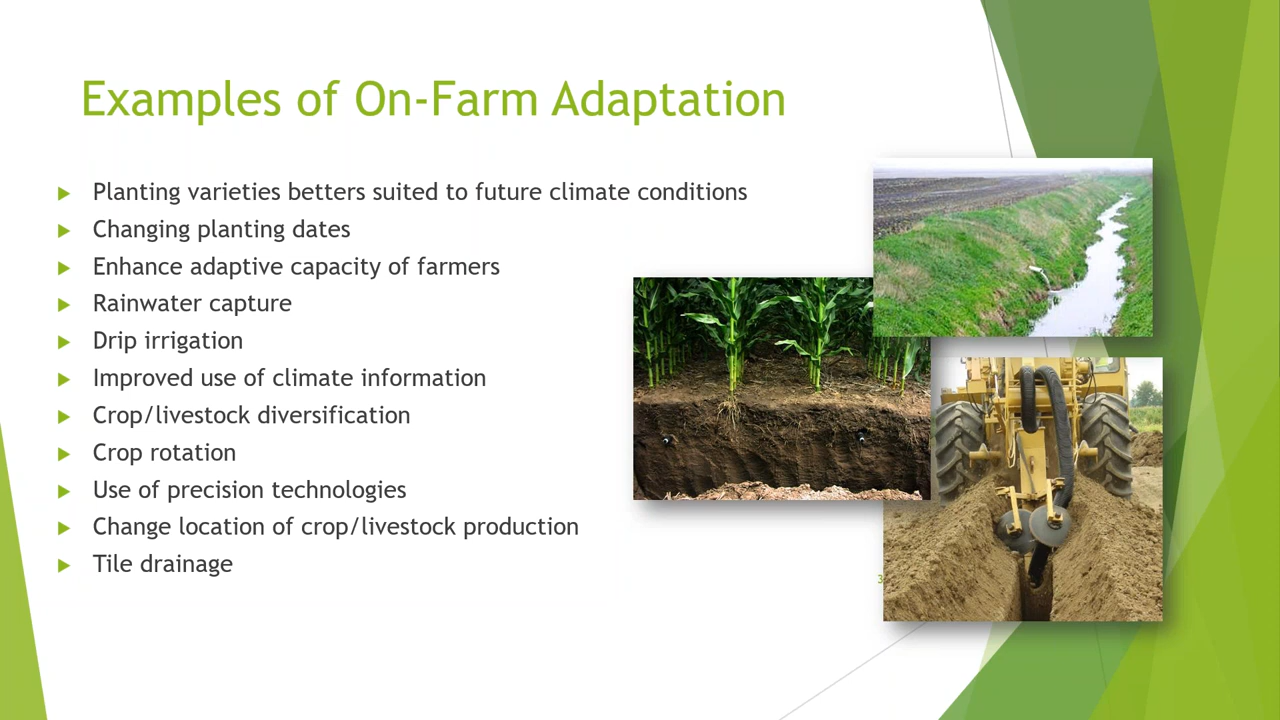 Examples of On-Farm Adaptation
Planting varieties betters suited to future climate conditions
Changing planting dates
Enhance adaptive capacity of farmers
Rainwater capture
Drip irrigation
Improved use of climate information
Crop/livestock diversification
Crop rotation
Use of precision technologies
Change location of crop/livestock production
Tile drainage